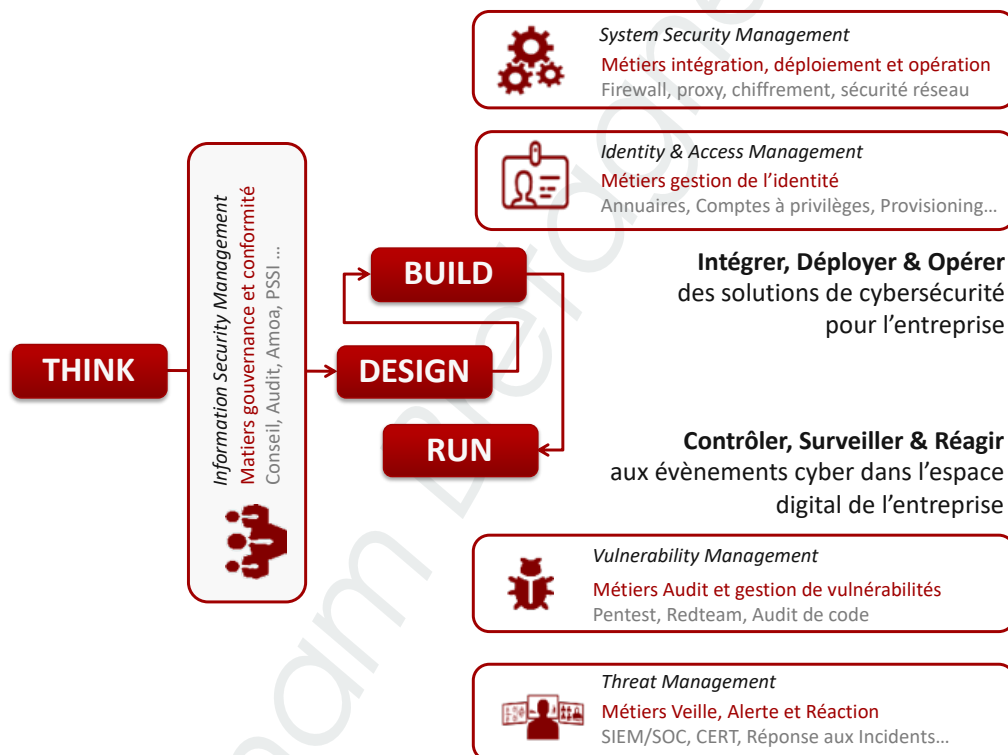 System Security Management
Métiers intégration, déploiement et opération
Firewall, proxy, chiffrement, sécurité réseau
Identity & Access Management
Métiers gestion de l'identité
Annuaires, Comptes à privilèges, Provisioning…
Information Security Management
Matiers gouvernance et conformité
Conseil, Audit, Amoa, PSSI …
THINK
BUILD
DESIGN
RUN
Intégrer, Déployer & Opérer
des solutions de cybersécurité
pour l'entreprise
Contrôler, Surveiller & Réagir
aux évènements cyber dans l'espace
digital de l'entreprise
Vulnerability Management
Métiers Audit et gestion de vulnérabilités
Pentest, Redteam, Audit de code
Threat Management
Métiers Veille, Alerte et Réaction
SIEM/SOC, CERT, Réponse aux Incidents…